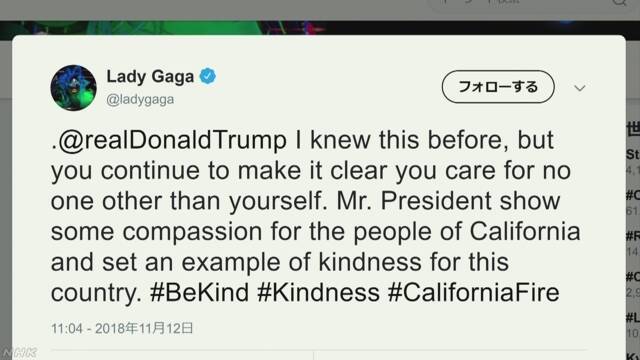 Lady Gaga
@ladygaga
フォローする
.@realDonaldTrump I knew this before, but
you continue to make it clear you care for no
one other than yourself. Mr. President show
some compassion for the people of California
and set an example of kindness for this
country. #BeKind #Kindness #CaliforniaFire
11:04 - 2018年11月12日
NHK